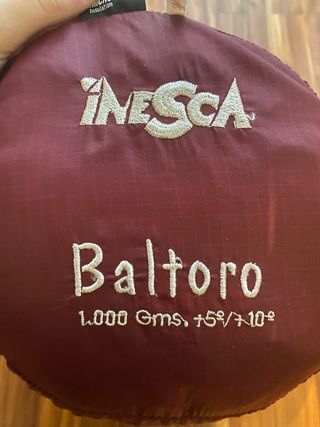 iNeSCA
Baltoro
1.000 Gms. +5º/-10º